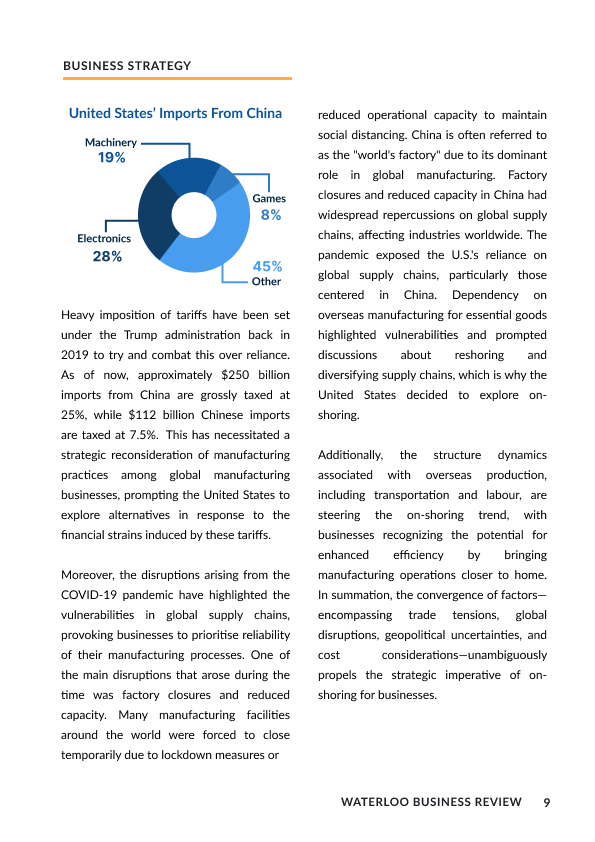 BUSINESS STRATEGY
United States' Imports From China
Machinery
19%
Games
8%
Electronics
28%
45%
Other
Heavy imposition of tariffs have been set
under the Trump administration back in
2019 to try and combat this over reliance.
As of now, approximately $250 billion
imports from China are grossly taxed at
25%, while $112 billion Chinese imports
are taxed at 7.5%. This has necessitated a
strategic reconsideration of manufacturing
practices among global manufacturing
businesses, prompting the United States to
explore alternatives in response to the
financial strains induced by these tariffs.
Moreover, the disruptions arising from the
COVID-19 pandemic have highlighted the
vulnerabilities in global supply chains,
provoking businesses to prioritise reliability
of their manufacturing processes. One of
the main disruptions that arose during the
time was factory closures and reduced
capacity. Many manufacturing facilities
around the world were forced to close
temporarily due to lockdown measures or
reduced operational capacity to maintain
social distancing. China is often referred to
as the "world's factory" due to its dominant
role in global manufacturing. Factory
closures and reduced capacity in China had
widespread repercussions on global supply
chains, affecting industries worldwide. The
pandemic exposed the U.S.'s reliance on
global supply chains, particularly those
centered in China. Dependency on
overseas manufacturing for essential goods
highlighted vulnerabilities and prompted
discussions about reshoring and
diversifying supply chains, which is why the
United States decided to explore on-
shoring.
Additionally, the structure dynamics
associated with overseas production,
including transportation and labour, are
steering the on-shoring trend, with
businesses recognizing the potential for
enhanced efficiency by bringing
manufacturing operations closer to home.
In summation, the convergence of factors—
encompassing trade tensions, global
disruptions, geopolitical uncertainties, and
cost considerations—unambiguously
propels the strategic imperative of on-
shoring for businesses.
WATERLOO BUSINESS REVIEW 9